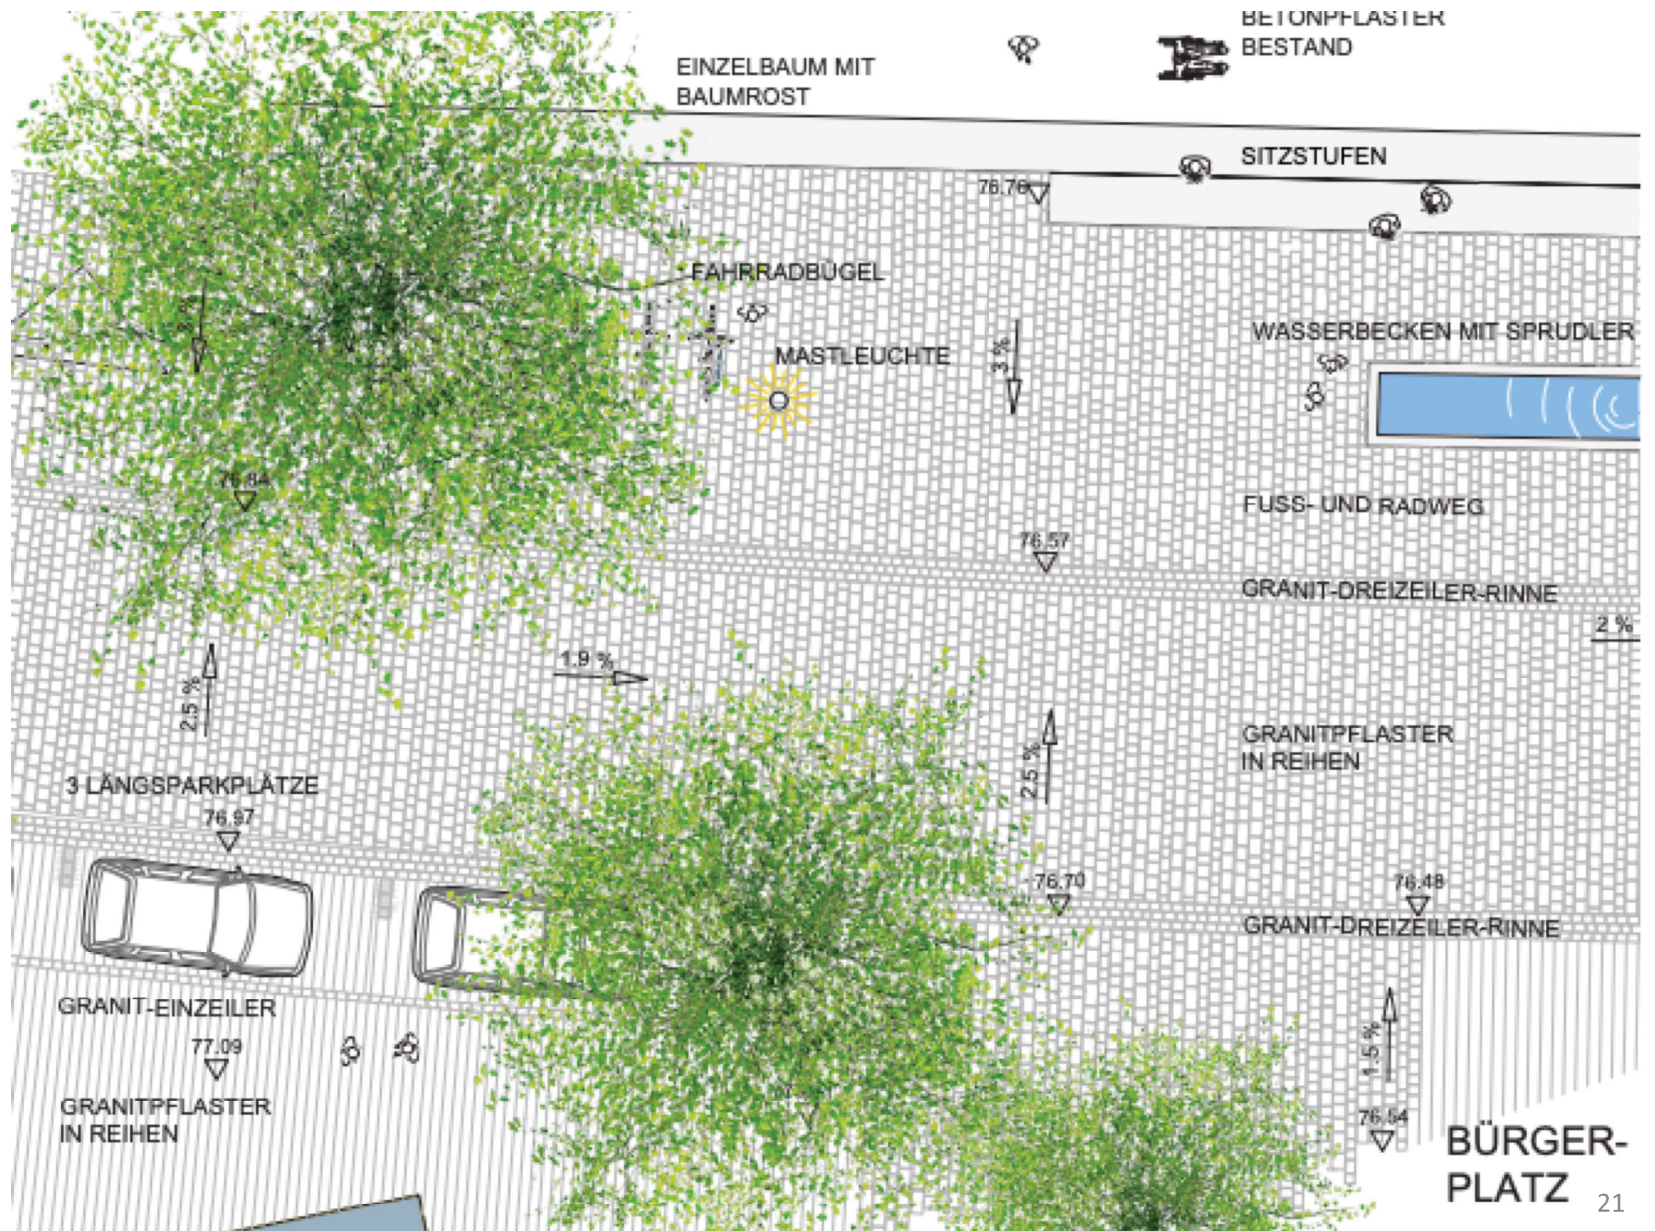 BETONPFLASTER
BESTAND
EINZELBAUM MIT
BAUMROST
SITZSTUFEN
76.76
FAHRRADBÜGEL
WASSERBECKEN MIT SPRUDLER
MASTLEUCHTE
3 %
76.84
FUSS- UND RADWEG
76.57
GRANIT-DREIZEILER-RINNE
2 %
1.9 %
2.5 %
GRANITPFLASTER
IN REIHEN
2.5 %
3 LÄNGSPARKPLÄTZE
76.97
76.70
76.48
GRANIT-DREIZEILER-RINNE
GRANIT-EINZEILER
77.09
1.5 %
GRANITPFLASTER
IN REIHEN
76.54
BÜRGER-
PLATZ
21